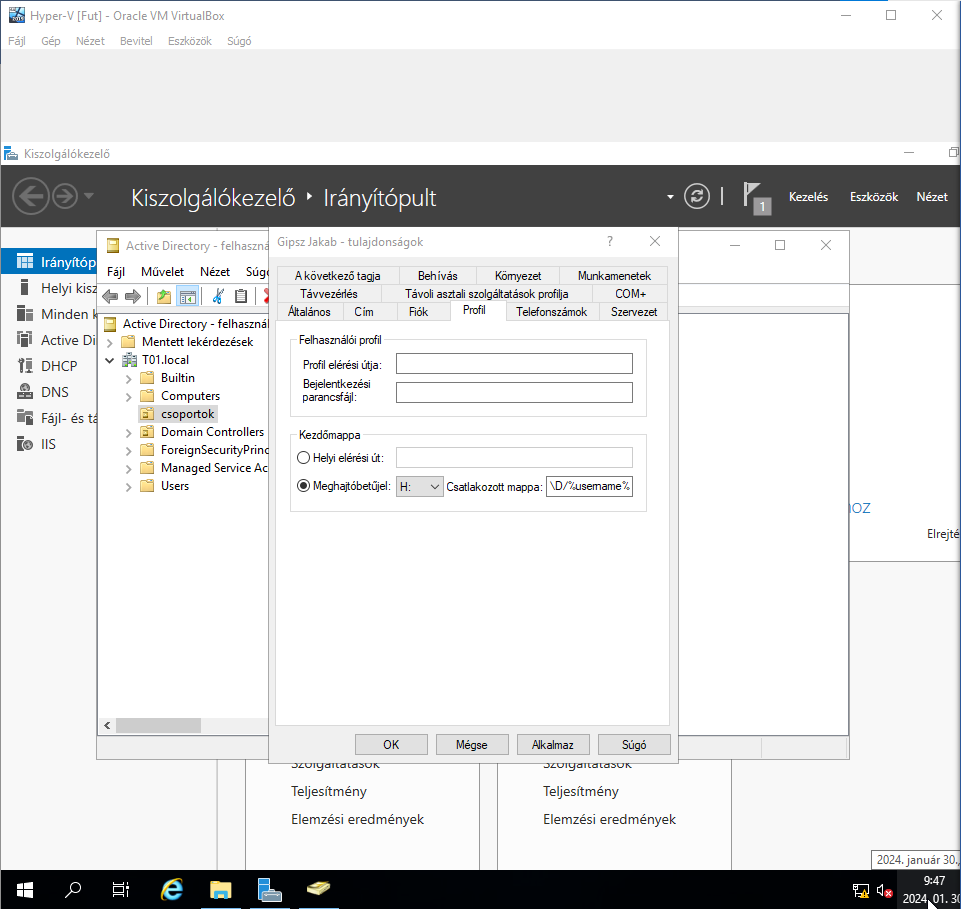 Hyper-V [Fut] - Oracle VM VirtualBox
Fájl Gép Nézet Bevitel Eszközök Súgó
Kiszolgálókezelő
Kiszolgálókezelő Irányítópult
1 Kezelés Eszközök Nézet
Irányítóp
Helyi kisz
Minden k
Active Di
DHCP
DNS
Fájl- és tá
IIS
Active Directory - felhaszná
Fájl Művelet Nézet Súg
Active Directory - felhasznál
Mentett lekérdezések
T01.local
Builtin
Computers
csoportok
Domain Controllers
ForeignSecurityPrinc
Managed Service Ac
Users
Gipsz Jakab - tulajdonságok ?
A következő tagja Behívás Környezet Munkamenetek
Távvezérlés Távoli asztali szolgáltatások profilja COM+
Általános Cím Fiók Profil Telefonszámok Szervezet
Felhasználói profil
Profil elérési útja:
Bejelentkezési
parancsfájl:
Kezdőmappa
Helyi elérési út:
Meghajtóbetűjel: H: Csatlakozott mappa: \D/%username%
OK Mégse Alkalmaz Súgó
HOZ
Elrejté
Szolgáltatások Szolgáltatások
Teljesítmény Teljesítmény
Elemzési eredmények Elemzési eredmények
2024. január 30.,
9:47
2024. 01. 30